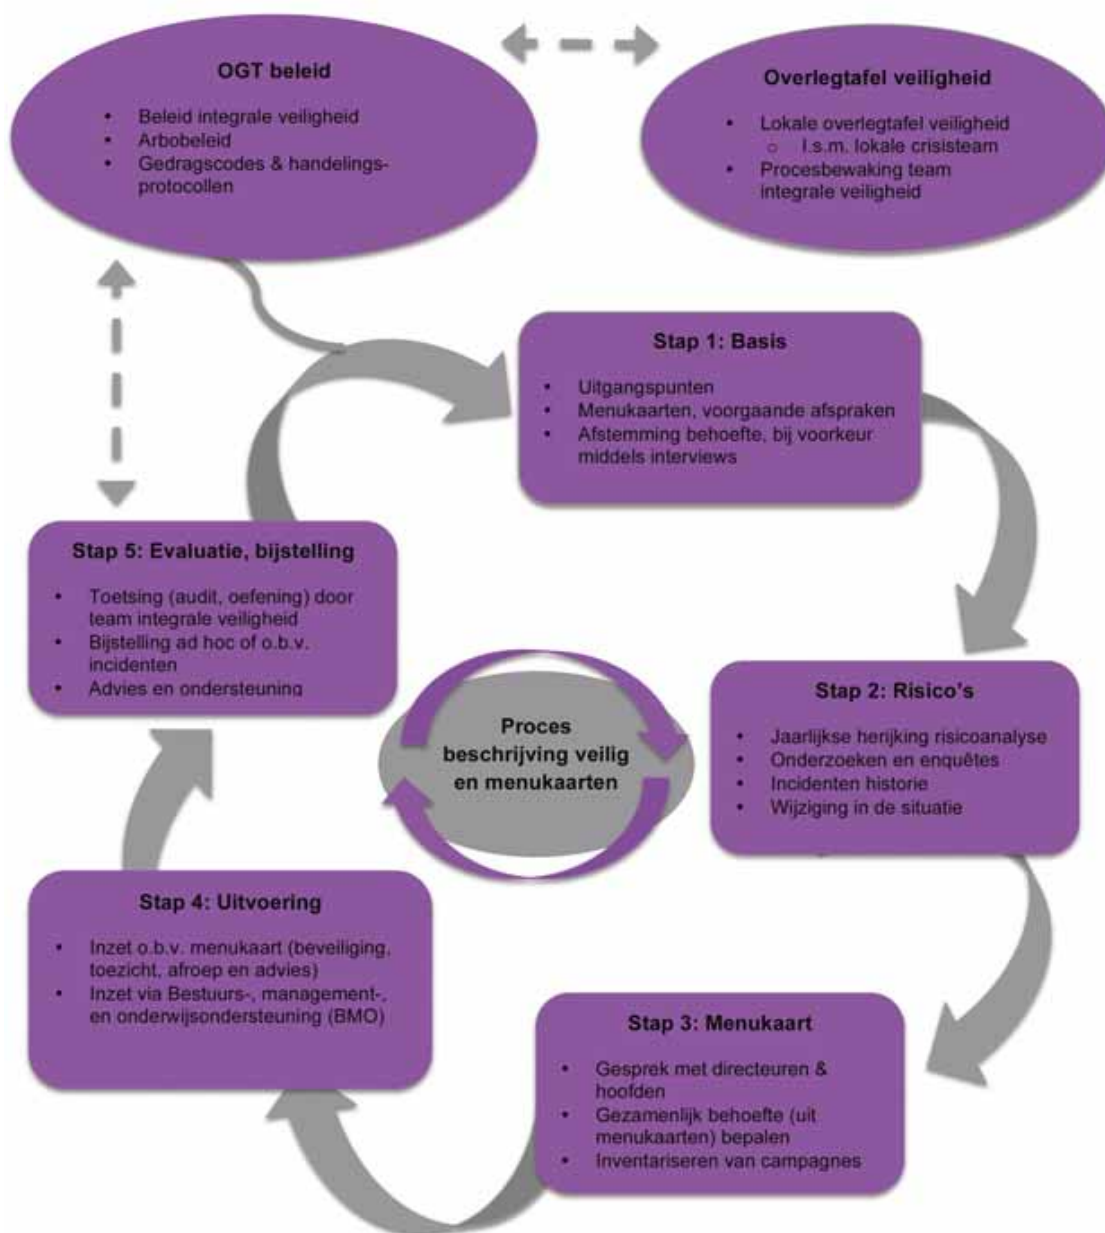 OGT beleid
• Beleid integrale veiligheid
• Arbobeleid
• Gedragscodes & handelings-
protocollen
Overlegtafel veiligheid
• Lokale overlegtafel veiligheid
o I.s.m. lokale crisisteam
• Procesbewaking team
integrale veiligheid
Stap 1: Basis
• Uitgangspunten
• Menukaarten, voorgaande afspraken
• Afstemming behoefte, bij voorkeur
middels interviews
Stap 2: Risico's
• Jaarlijkse herijking risicoanalyse
• Onderzoeken en enquêtes
• Incidenten historie
• Wijziging in de situatie
Stap 3: Menukaart
• Gesprek met directeuren &
hoofden
• Gezamenlijk behoefte (uit
menukaarten) bepalen
• Inventariseren van campagnes
Stap 4: Uitvoering
• Inzet o.b.v. menukaart (beveiliging,
toezicht, afroep en advies)
• Inzet via Bestuurs-, management-,
en onderwijsondersteuning (BMO)
Stap 5: Evaluatie, bijstelling
• Toetsing (audit, oefening) door
team integrale veiligheid
• Bijstelling ad hoc of o.b.v.
incidenten
• Advies en ondersteuning
Proces
beschrijving veilig
en menukaarten